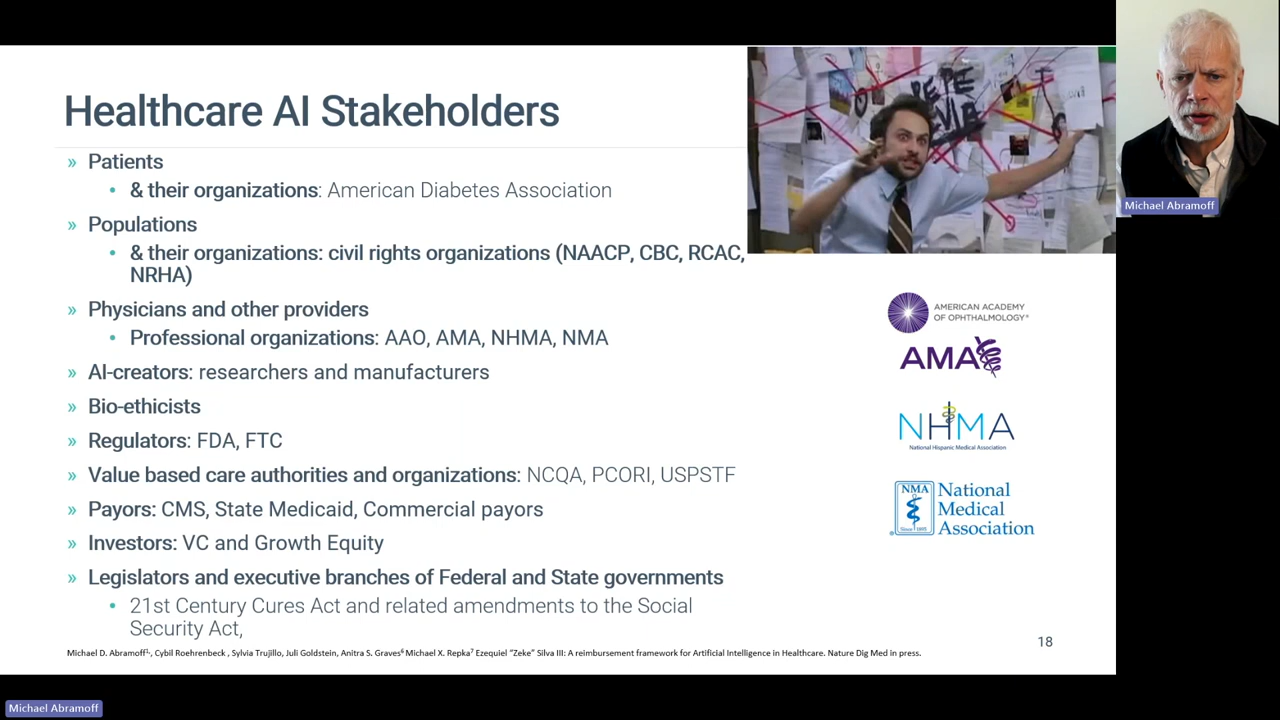 Healthcare AI Stakeholders
» Patients
• & their organizations: American Diabetes Association
» Populations
• & their organizations: civil rights organizations (NAACP, CBC, RCAC,
NRHA)
» Physicians and other providers
• Professional organizations: AAO, AMA, NHMA, NMA
» AI-creators: researchers and manufacturers
» Bio-ethicists
» Regulators: FDA, FTC
» Value based care authorities and organizations: NCQA, PCORI, USPSTF
» Payors: CMS, State Medicaid, Commercial payors
» Investors: VC and Growth Equity
» Legislators and executive branches of Federal and State governments
• 21st Century Cures Act and related amendments to the Social
Security Act,
Michael D. Abramoff¹·, Cybil Roehrenbeck , Sylvia Trujillo, Juli Goldstein, Anitra S. Graves⁶ Michael X. Repka⁷ Ezequiel “Zeke” Silva III: A reimbursement framework for Artificial Intelligence in Healthcare. Nature Dig Med in press.
AMERICAN ACADEMY
OF OPHTHALMOLOGY®
AMA
NHMA
National Hispanic Medical Association
NMA
National
Medical
Association
18
Michael Abramoff
Michael Abramoff